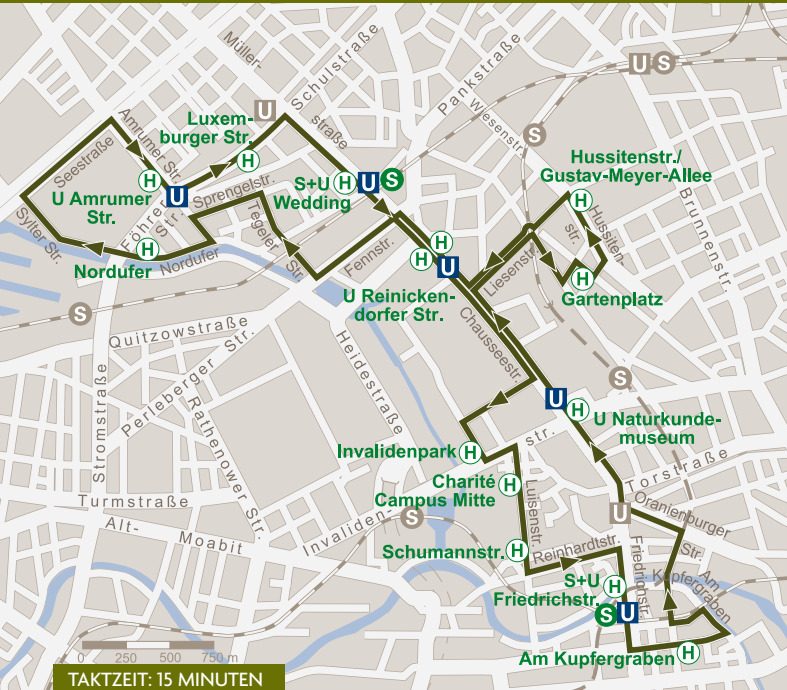 Müller-
straße
Schulstraße
Pankstraße
U S
Wiesenstr.
S
U
Luxem-
burger Str.
H
Amrumer Str.
Seestraße
H
U Amrumer
Str.
U
Sprengelstr.
S+U
Wedding
H
U S
Hussitenstr./
Gustav-Meyer-Allee
H
Hussiten-
str.
Brunnenstr.
Sylter Str.
Föhrer
Str.
H
Nordufer
Nordufer
Tegeler
Str.
Fennstr.
H
H
U
U Reinicken-
dorfer Str.
Liesenstr.
H
Gartenplatz
S
Quitzowstraße
Perleberger Str.
Stromstraße
Rathenower Str.
Heidestraße
Chausseestr.
S
U
H
U Naturkunde-
museum
Invalidenpark
H
Invaliden-
str.
Charité
Campus Mitte
H
Luisenstr.
Torstraße
Turmstraße
Alt-
Moabit
S
U
Oranienburger
Str.
Schumannstr.
H
Reinhardtstr.
Friedrichstr.
S+U
Friedrichstr.
H
S U
Am
Kupfergraben
Am Kupfergraben
H
0 250 500 750 m
TAKTZEIT: 15 MINUTEN